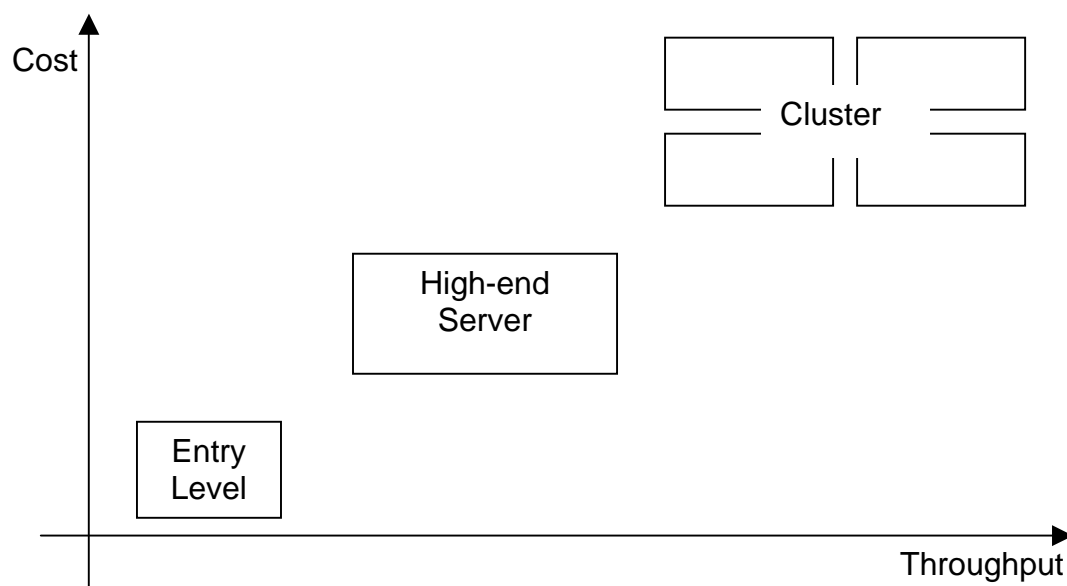 Cost
Cluster
High-end
Server
Entry
Level
Throughput